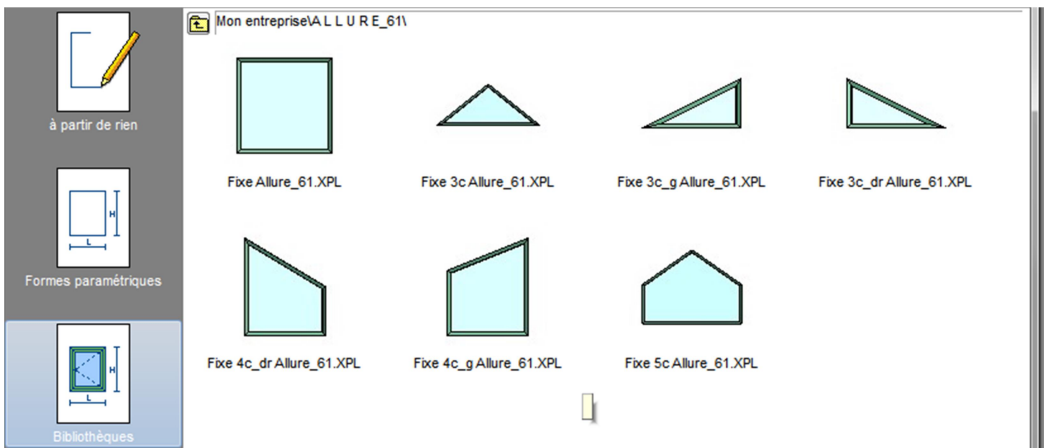 Mon entreprise\A L L U R E_61\
à partir de rien
Fixe Allure_61.XPL
Fixe 3c Allure_61.XPL
Fixe 3c_g Allure_61.XPL
Fixe 3c_dr Allure_61.XPL
H
L
Formes paramétriques
Fixe 4c_dr Allure_61.XPL
Fixe 4c_g Allure_61.XPL
Fixe 5c Allure_61.XPL
H
L
Bibliothèques